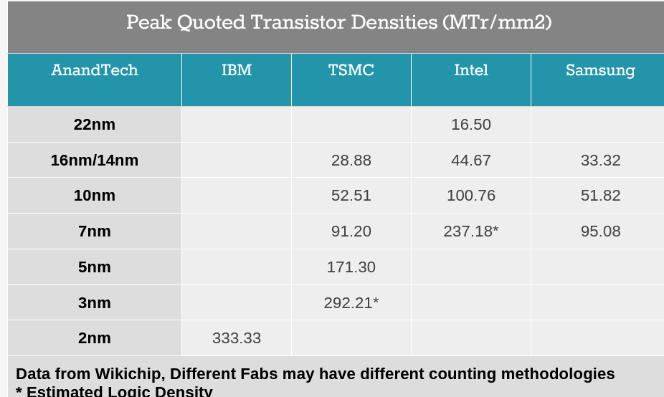 Peak Quoted Transistor Densities (MTr/mm2)
AnandTech IBM TSMC Intel Samsung
22nm 16.50
16nm/14nm 28.88 44.67 33.32
10nm 52.51 100.76 51.82
7nm 91.20 237.18* 95.08
5nm 171.30
3nm 292.21*
2nm 333.33
Data from Wikichip, Different Fabs may have different counting methodologies
* Estimated Logic Density